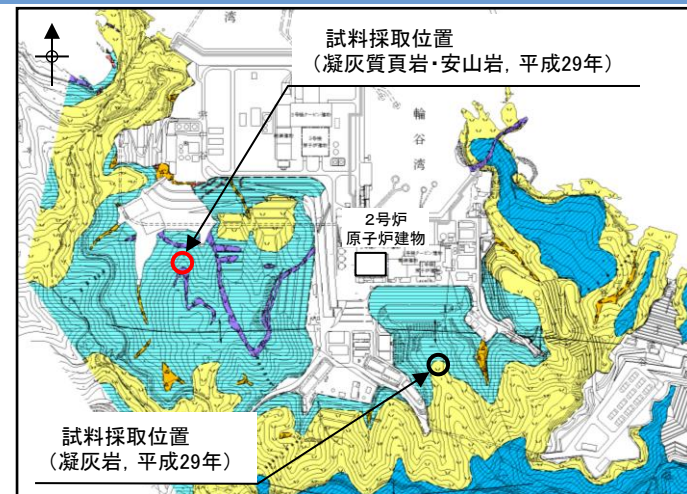 湾
試料採取位置
(凝灰質頁岩・安山岩, 平成29年)
輪
谷
湾
2号炉
原子炉建物
試料採取位置
(凝灰岩, 平成29年)